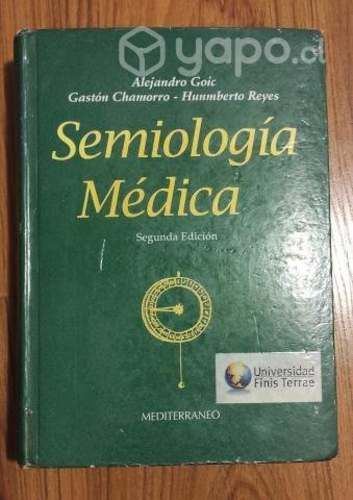 yapo.cl
Alejandro Goic
Gastón Chamorro - Hunmberto Reyes
Semiología
Médica
Segunda Edición
Universidad
Finis Terrae
MEDITERRANEO